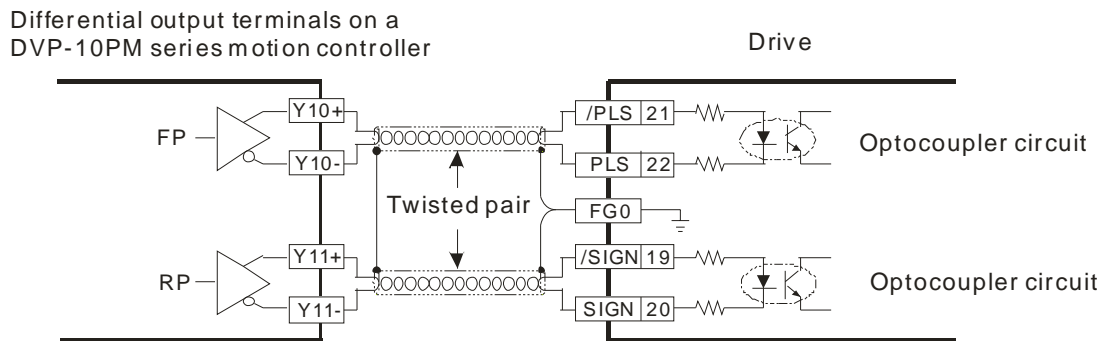 Differential output terminals on a
DVP-10PM series motion controller
Drive
FP
Y10+
Y10-
/PLS 21
PLS 22
Optocoupler circuit
Twisted pair
FG0
RP
Y11+
Y11-
/SIGN 19
SIGN 20
Optocoupler circuit